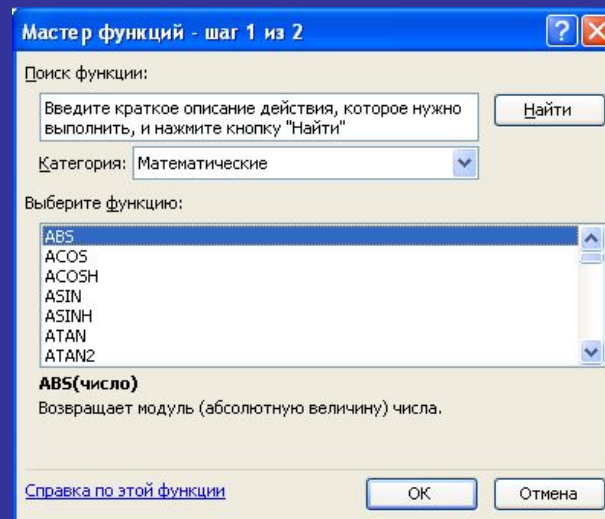 Мастер функций - шаг 1 из 2
Поиск функции:
Введите краткое описание действия, которое нужно
выполнить, и нажмите кнопку "Найти"
Найти
Категория: Математические
Выберите функцию:
ABS
ACOS
ACOSH
ASIN
ASINH
ATAN
ATAN2
ABS(число)
Возвращает модуль (абсолютную величину) числа.
Справка по этой функции
ОК
Отмена